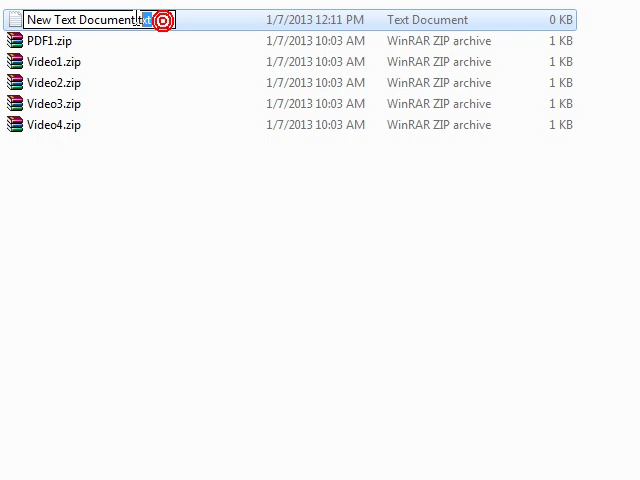 New Text Document.txt 1/7/2013 12:11 PM Text Document 0 KB
PDF1.zip 1/7/2013 10:03 AM WinRAR ZIP archive 1 KB
Video1.zip 1/7/2013 10:03 AM WinRAR ZIP archive 1 KB
Video2.zip 1/7/2013 10:03 AM WinRAR ZIP archive 1 KB
Video3.zip 1/7/2013 10:03 AM WinRAR ZIP archive 1 KB
Video4.zip 1/7/2013 10:03 AM WinRAR ZIP archive 1 KB